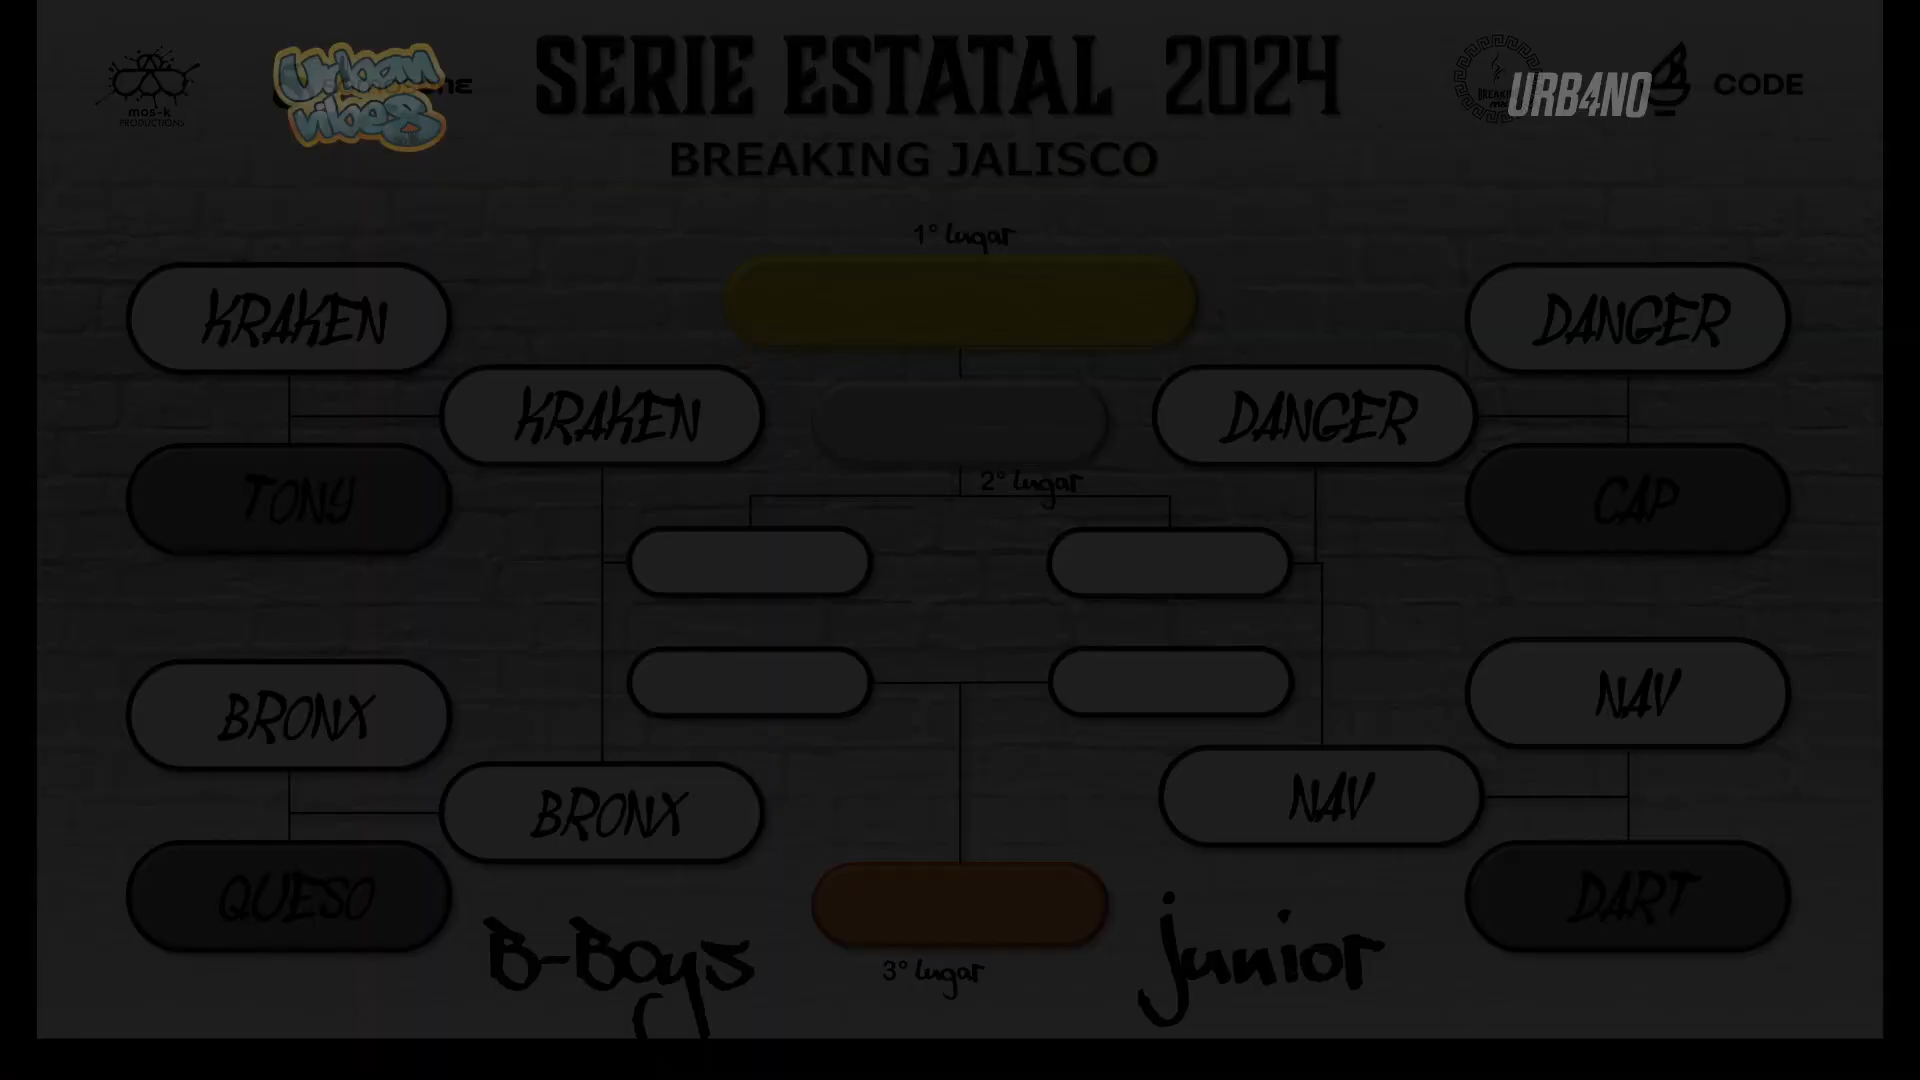 SERIE ESTATAL 2024
BREAKING JALISCO
mos-k
PRODUCTIONS
Urban
vibes
URB4NO
CODE
1° lugar
KRAKEN
DANGER
KRAKEN
DANGER
TONY
2° lugar
CAP
BRONX
NAV
BRONX
NAV
QUESO
DART
B-Boys
Junior
3° lugar